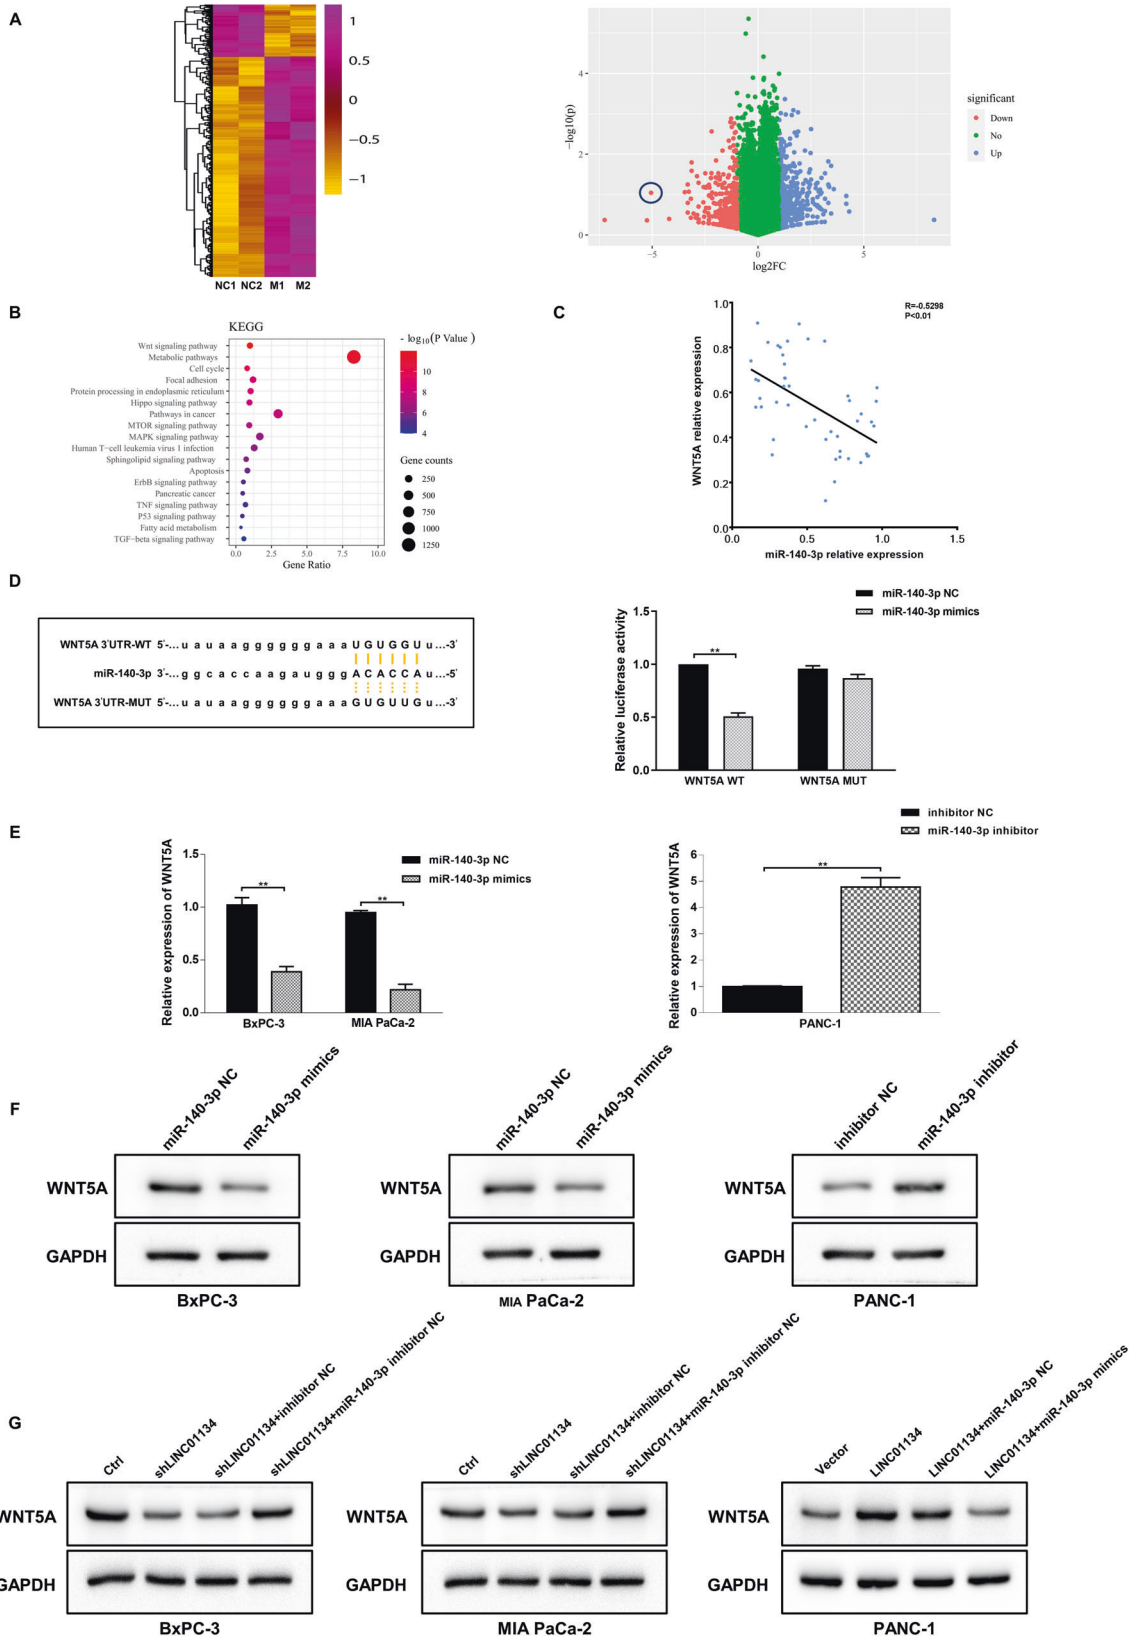 A
1
0.5
0
−0.5
−1
NC1 NC2 M1 M2
−log10(p)
4
2
0
−5 0 5
log2FC
significant
Down
No
Up
B
KEGG
Wnt signaling pathway
Metabolic pathways
Cell cycle
Focal adhesion
Protein processing in endoplasmic reticulum
Hippo signaling pathway
Pathways in cancer
MTOR signaling pathway
MAPK signaling pathway
Human T−cell leukemia virus 1 infection
Sphingolipid signaling pathway
Apoptosis
ErbB signaling pathway
Pancreatic cancer
TNF signaling pathway
P53 signaling pathway
Fatty acid metabolism
TGF−beta signaling pathway
0.0 2.5 5.0 7.5 10.0
Gene Ratio
- log10(P Value )
10
8
6
4
Gene counts
250
500
750
1000
1250
C
R=-0.5298
P<0.01
WNT5A relative expression
1.0
0.8
0.6
0.4
0.2
0.0
0.0 0.5 1.0 1.5
miR-140-3p relative expression
D
WNT5A 3'UTR-WT 5'-...u a u a a g g g g g g a a a U G U G G U u ...-3'
miR-140-3p 3'-...g g c a c c a a g a u g g g A C A C C A u ...-5'
WNT5A 3'UTR-MUT 5'-...u a u a a g g g g g g a a a G U G U U G u ...-3'
miR-140-3p NC
miR-140-3p mimics
Relative luciferase activity
1.5
1.0
0.5
0.0
**
WNT5A WT WNT5A MUT
E
Relative expression of WNT5A
1.5
1.0
0.5
0.0
** **
BxPC-3 MIA PaCa-2
miR-140-3p NC
miR-140-3p mimics
inhibitor NC
miR-140-3p inhibitor
Relative expression of WNT5A
6
5
4
3
2
1
0
**
PANC-1
F
miR-140-3p NC
miR-140-3p mimics
WNT5A
GAPDH
BxPC-3
miR-140-3p NC
miR-140-3p mimics
WNT5A
GAPDH
MIA PaCa-2
inhibitor NC
miR-140-3p inhibitor
WNT5A
GAPDH
PANC-1
G
Ctrl
shLINC01134
shLINC01134+inhibitor NC
shLINC01134+miR-140-3p inhibitor NC
WNT5A
GAPDH
BxPC-3
Ctrl
shLINC01134
shLINC01134+inhibitor NC
shLINC01134+miR-140-3p inhibitor NC
WNT5A
GAPDH
MIA PaCa-2
Vector
LINC01134
LINC01134+miR-140-3p NC
LINC01134+miR-140-3p mimics
WNT5A
GAPDH
PANC-1